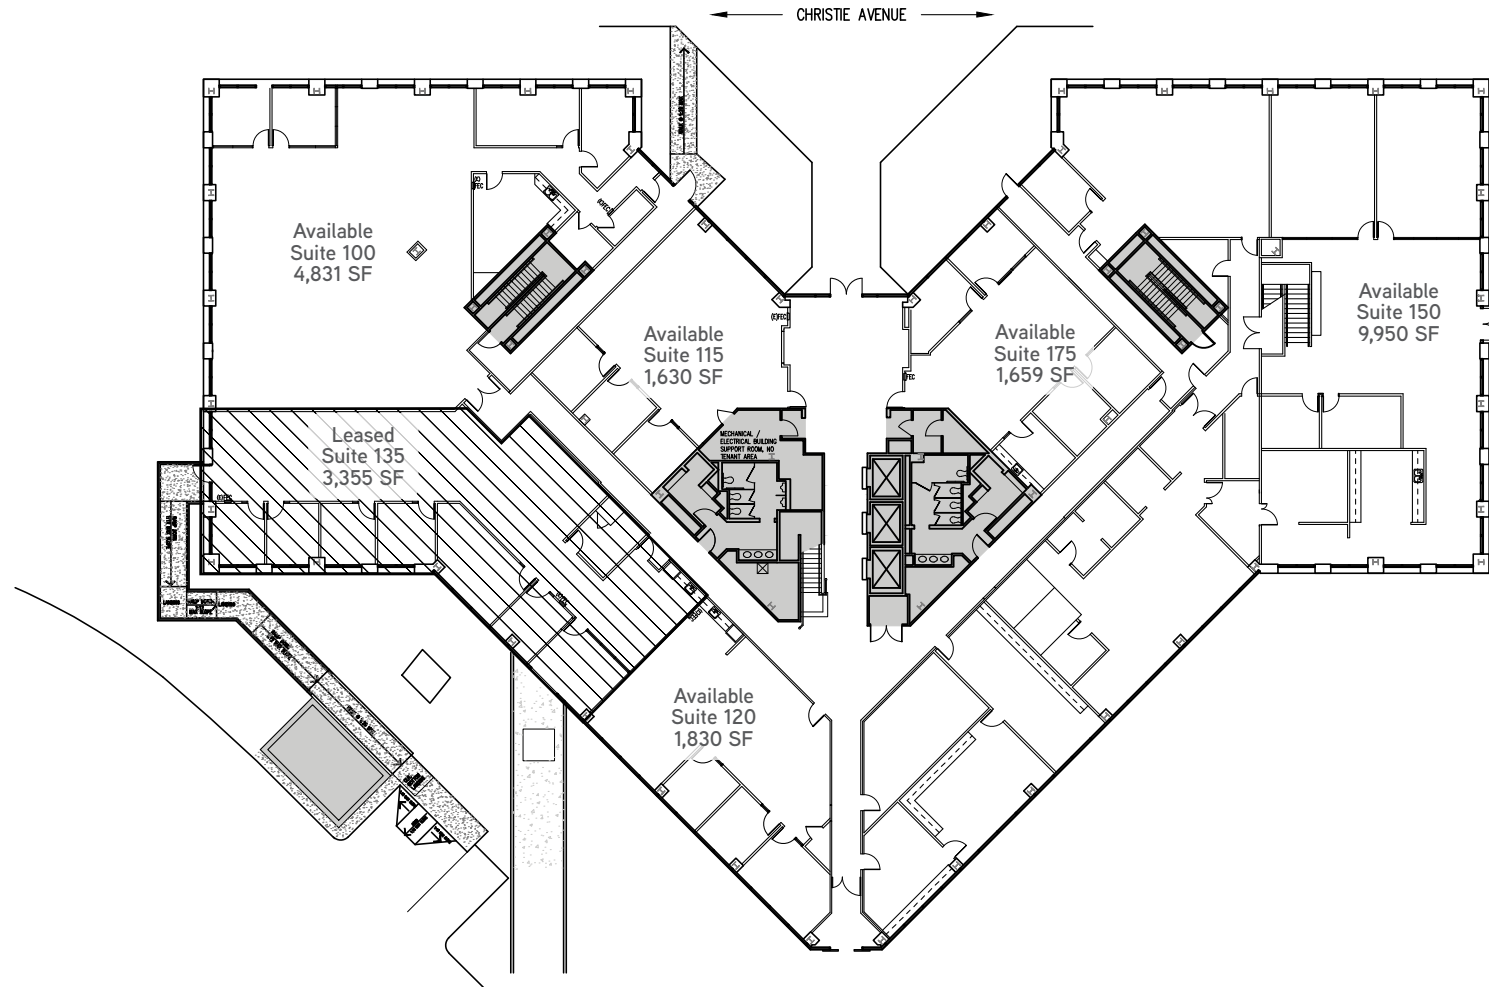 CHRISTIE AVENUE
Available
Suite 100
4,831 SF
Available
Suite 115
1,630 SF
(E)FEC
Available
Suite 175
1,659 SF
Available
Suite 150
9,950 SF
Leased
Suite 135
3,355 SF
MECHANICAL /
ELECTRICAL BUILDING
SUPPORT ROOM, NO
TENANT AREA
Available
Suite 120
1,830 SF